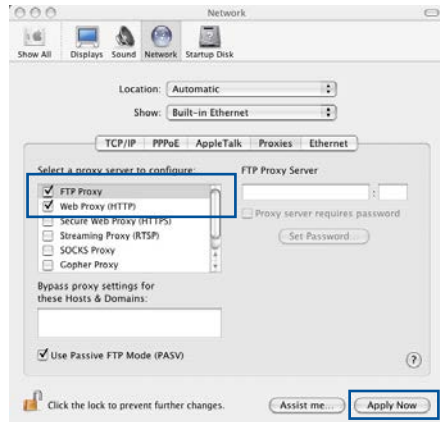 Network
Show All Displays Sound Network Startup Disk
Location: Automatic
Show: Built-in Ethernet
TCP/IP PPPoE AppleTalk Proxies Ethernet
Select a proxy server to configure:
FTP Proxy
Web Proxy (HTTP)
Secure Web Proxy (HTTPS)
Streaming Proxy (RTSP)
SOCKS Proxy
Gopher Proxy
FTP Proxy Server
:
Proxy server requires password
Set Password...
Bypass proxy settings for
these Hosts & Domains:
Use Passive FTP Mode (PASV)
?
Click the lock to prevent further changes.
Assist me...
Apply Now